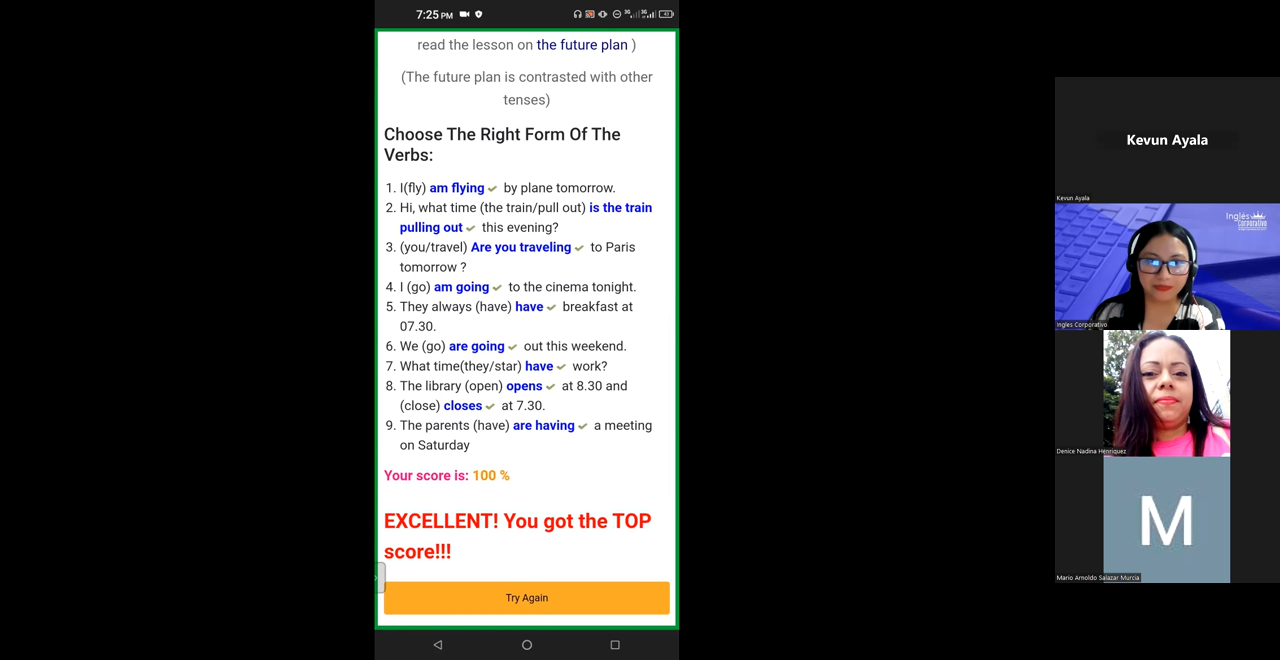 7:25 PM
read the lesson on the future plan )
(The future plan is contrasted with other
tenses)
Choose The Right Form Of The
Verbs:
1. I(fly) am flying by plane tomorrow.
2. Hi, what time (the train/pull out) is the train
pulling out this evening?
3. (you/travel) Are you traveling to Paris
tomorrow ?
4. I (go) am going to the cinema tonight.
5. They always (have) have breakfast at
07.30.
6. We (go) are going out this weekend.
7. What time(they/star) have work?
8. The library (open) opens at 8.30 and
(close) closes at 7.30.
9. The parents (have) are having a meeting
on Saturday
Your score is: 100 %
EXCELLENT! You got the TOP
score!!!
Try Again
Kevun Ayala
Kevun Ayala
Inglés
Corporativo
Ingles Corporativo
Denice Nadina Henriquez
M
Mario Arnoldo Salazar Murcia